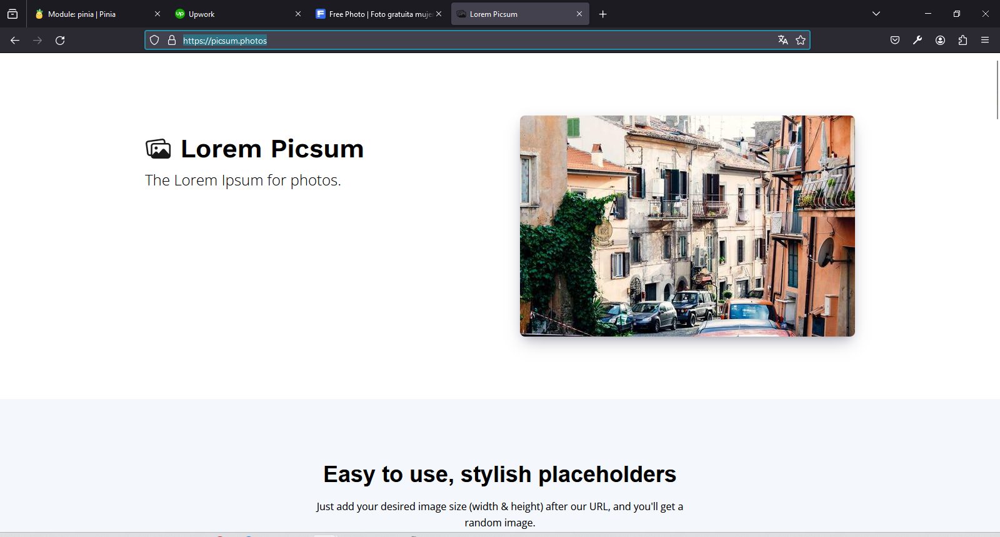 Module: pinia | Pinia
Upwork
Free Photo | Foto gratuita muje
Lorem Picsum
https://picsum.photos
Lorem Picsum
The Lorem Ipsum for photos.
Easy to use, stylish placeholders
Just add your desired image size (width & height) after our URL, and you'll get a
random image.